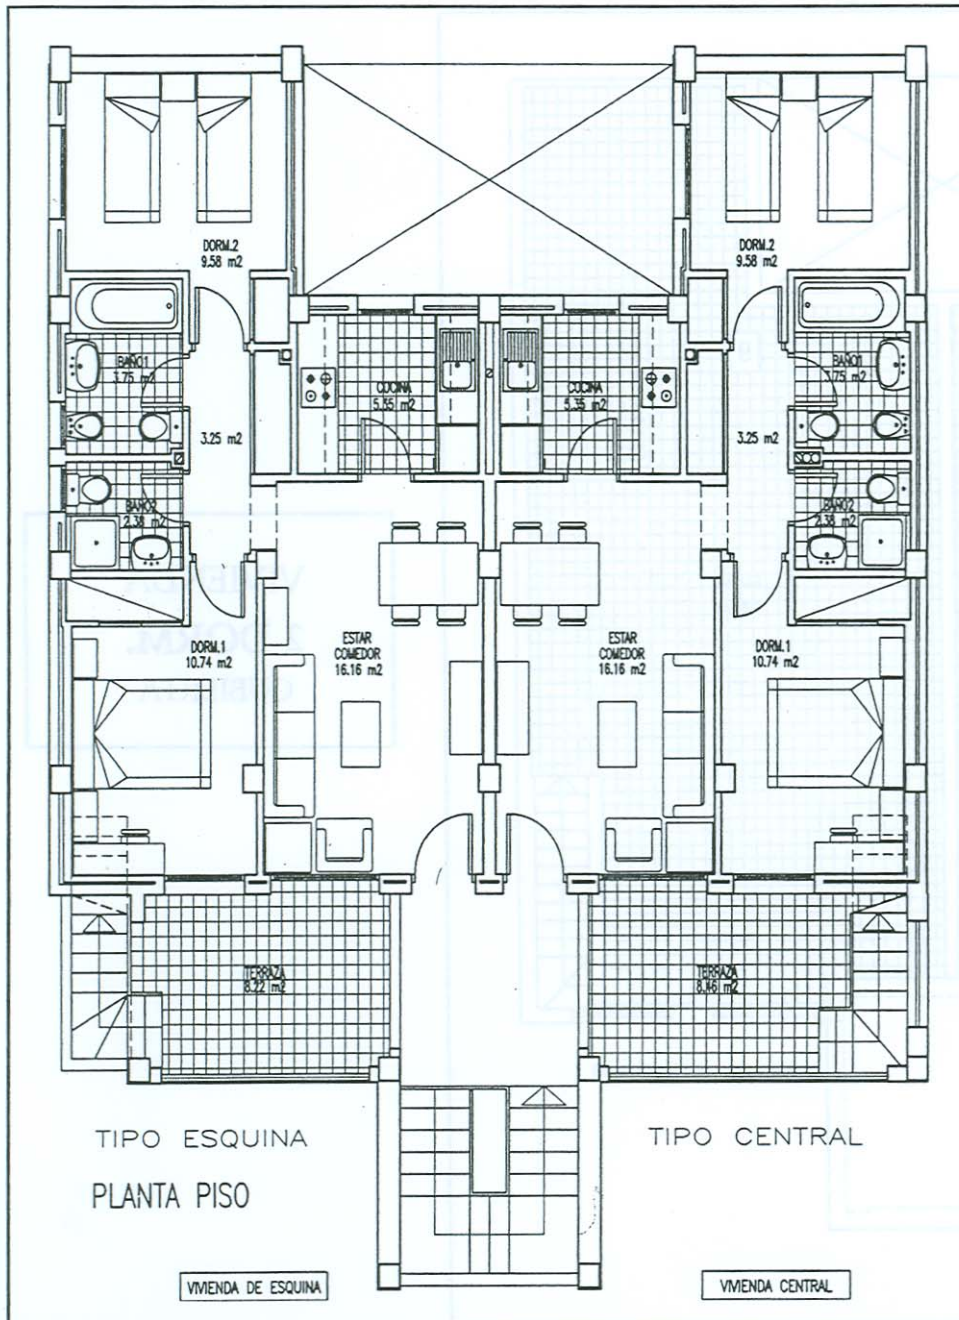 DORM.2
9.58 m2
DORM.2
9.58 m2
BAÑO1
3.75 m2
COCINA
5.35 m2
COCINA
5.35 m2
BAÑO1
3.75 m2
3.25 m2
3.25 m2
BAÑO2
2.38 m2
BAÑO2
2.38 m2
ESTAR
COMEDOR
16.16 m2
ESTAR
COMEDOR
16.16 m2
DORM.1
10.74 m2
DORM.1
10.74 m2
TERRAZA
8.22 m2
TERRAZA
8.46 m2
TIPO ESQUINA
TIPO CENTRAL
PLANTA PISO
VIVIENDA DE ESQUINA
VIVIENDA CENTRAL